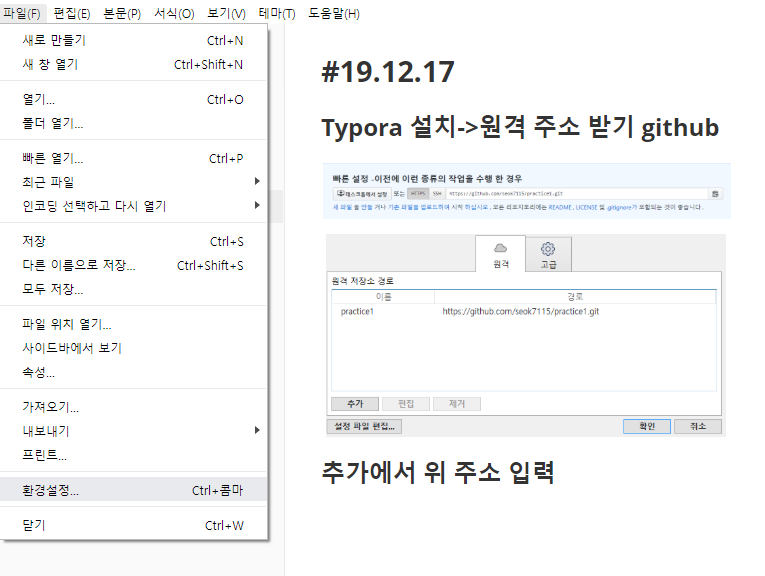 파일(F) 편집(E) 본문(P) 서식(O) 보기(V) 테마(T) 도움말(H)
새로 만들기 Ctrl+N
새 창 열기 Ctrl+Shift+N
열기... Ctrl+O
폴더 열기...
빠른 열기... Ctrl+P
최근 파일
인코딩 선택하고 다시 열기
저장 Ctrl+S
다른 이름으로 저장... Ctrl+Shift+S
모두 저장...
파일 위치 열기...
사이드바에서 보기
속성...
가져오기...
내보내기
프린트...
환경설정... Ctrl+콤마
닫기 Ctrl+W
#19.12.17
Typora 설치->원격 주소 받기 github
빠른 설정 -이전에 이런 종류의 작업을 수행 한 경우
데스크톱에서 설정 또는 HTTPS SSH https://github.com/seok7115/practice1.git
새 파일 을 만들 거나 기존 파일을 업로드하여 시작 하십시오 . 모든 리포지토리에는 README , LICENSE 및 .gitignore가 포함되는 것이 좋습니다 .
원격 고급
원격 저장소 경로
이름 경로
practice1 https://github.com/seok7115/practice1.git
추가 편집 제거
설정 파일 편집... 확인 취소
추가에서 위 주소 입력